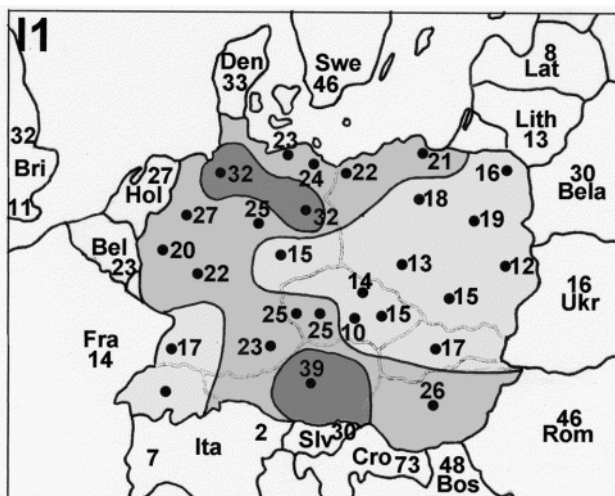 I1
Den
33
Swe
46
8
Lat
Lith
13
32
Bri
11
27
Hol
23
24
22
21
16
30
Bela
32
32
18
19
27
25
Bel
23
20
22
15
13
12
16
Ukr
14
15
25
25
10
15
Fra
14
17
23
17
39
26
46
Rom
7
Ita
2
Slv
30
Cro
73
48
Bos